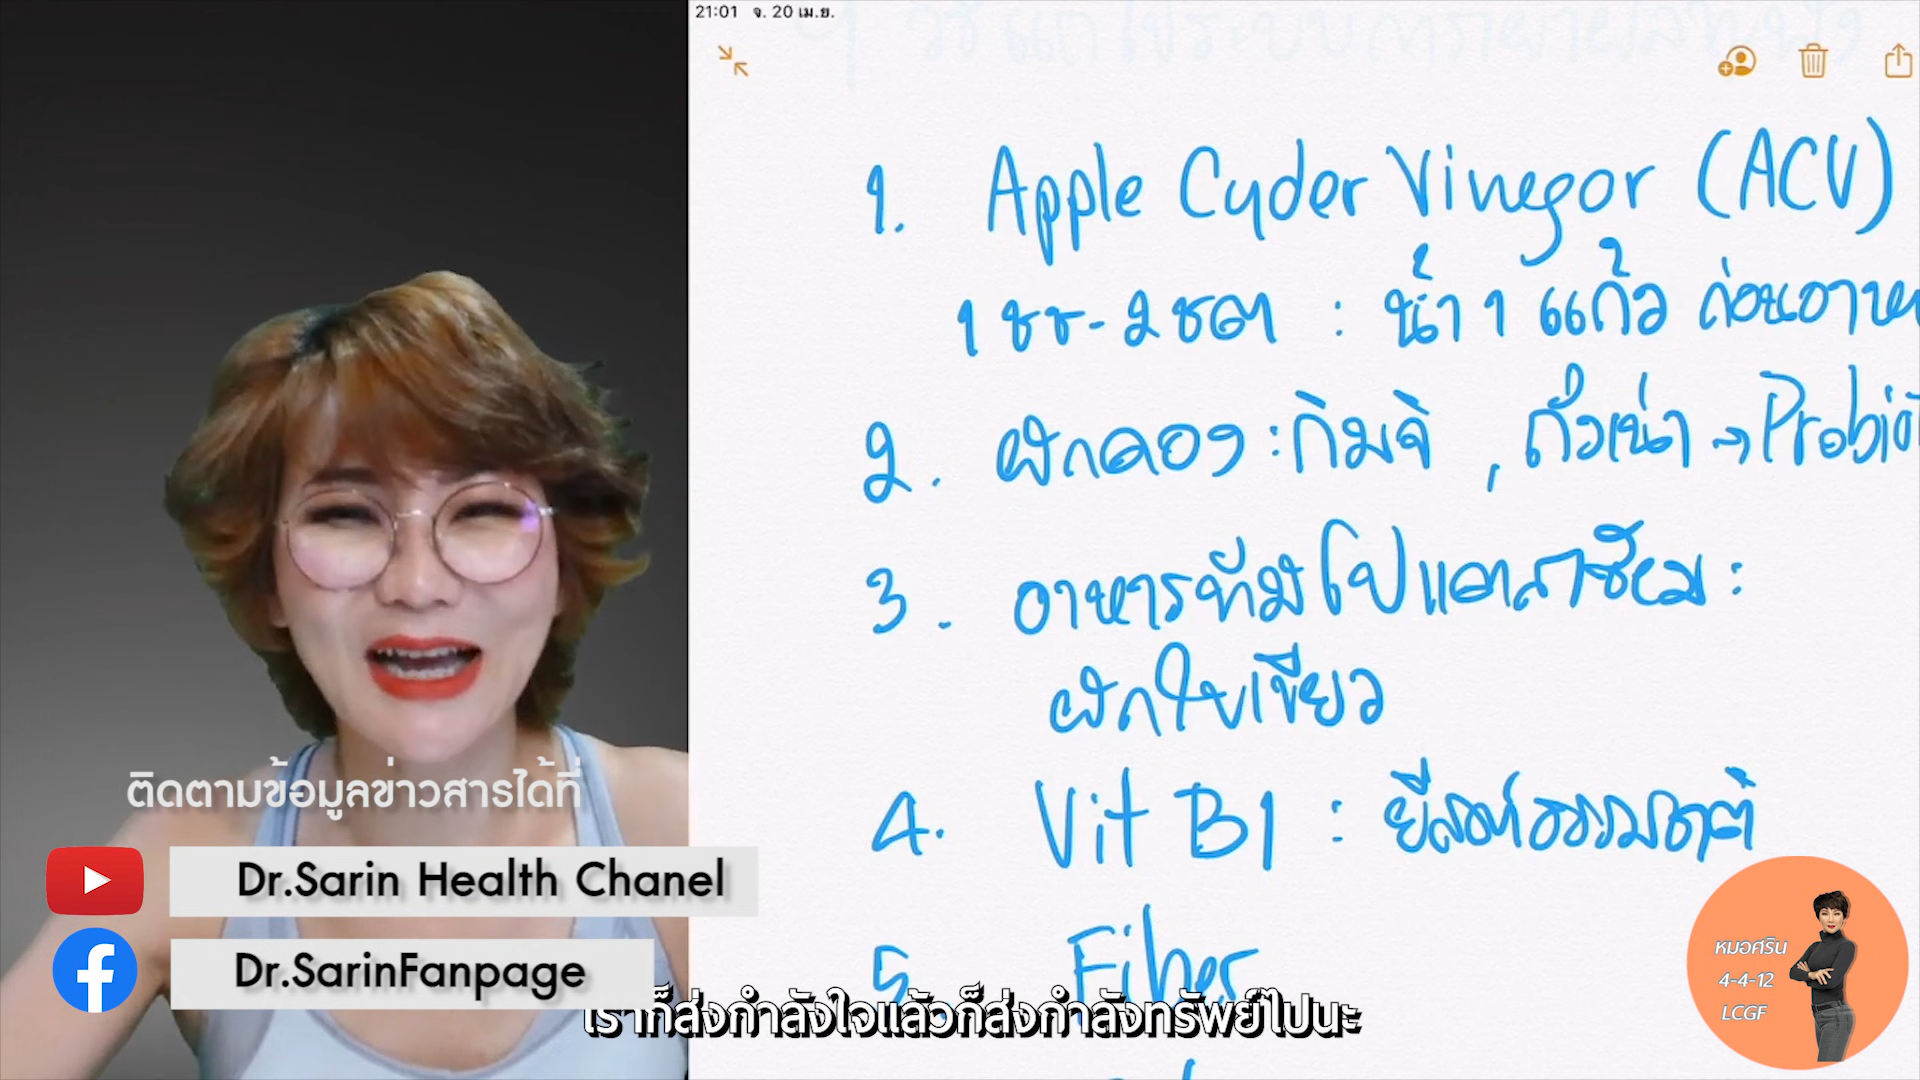 21:01 จ. 20 เม.ย.
1. Apple Cyder Vinegar (ACV)
1 ชช - 2 ชต : น้ำ 1 แก้ว ก่อนอาห
2. ผักดอง : กิมจิ , ถั่วเน่า → Probiot
3. อาหารที่มีโปแตสเซียม :
ผักใบเขียว
4. Vit B1 : ยีสต์ธรรมชาติ
5. Fiber
ติดตามข้อมูลข่าวสารได้ที่
Dr.Sarin Health Chanel
Dr.SarinFanpage
เราก็ส่งกำลังใจแล้วก็ส่งกำลังทรัพย์ไปนะ
หมอศริน
4-4-12
LCGF